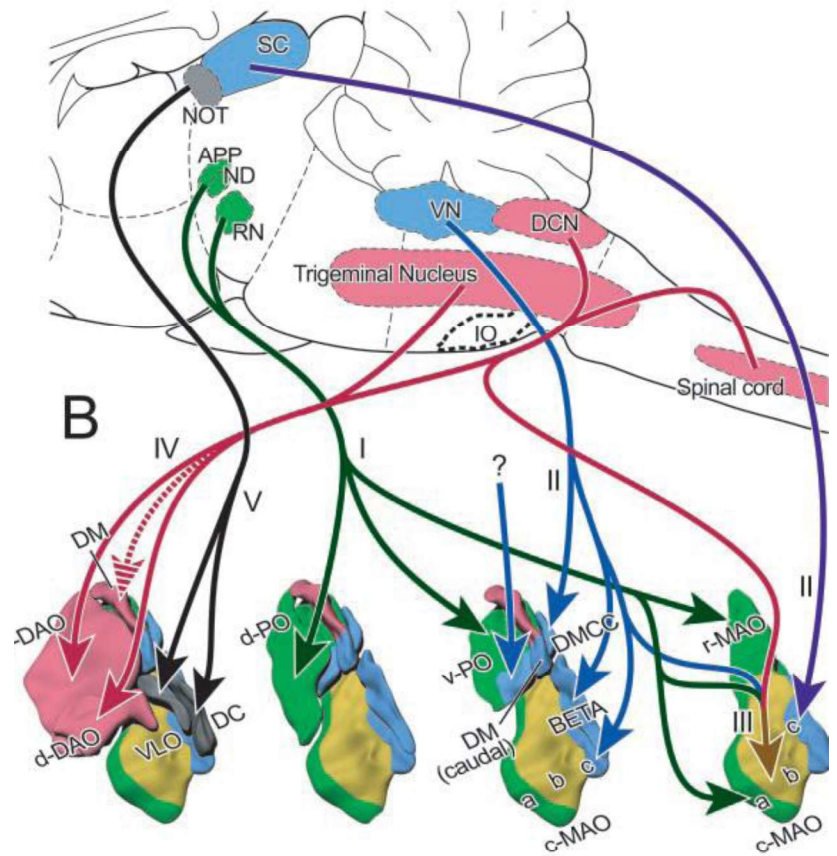 SC
NOT
APP
ND
RN
VN
DCN
Trigeminal Nucleus
IO
Spinal cord
B
IV
I
?
II
V
II
DM
-DAO
d-DAO
VLO
DC
d-PO
v-PO
DMCC
DM
(caudal)
BETA
a
b
c
c-MAO
r-MAO
III
c
b
a
c-MAO